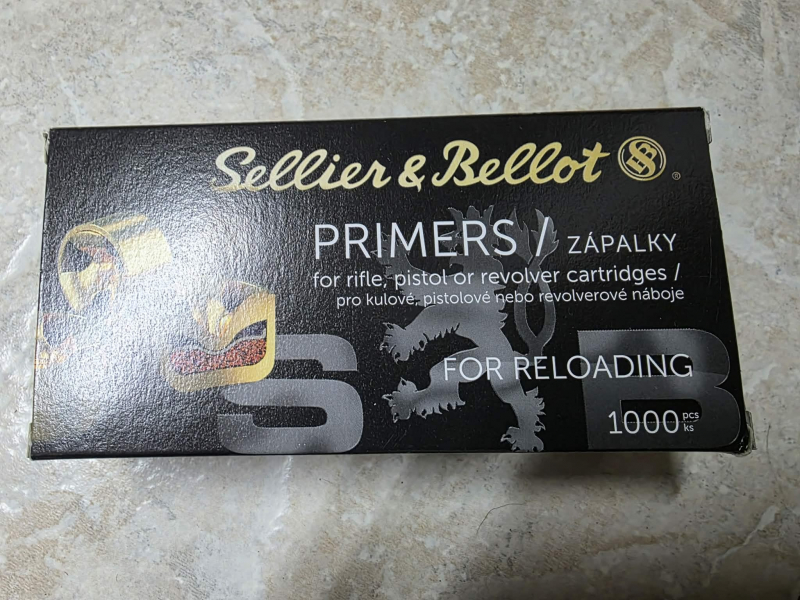 Sellier & Bellot SB ®
PRIMERS / ZÁPALKY
for rifle, pistol or revolver cartridges /
pro kulové, pistolové nebo revolverové náboje
S B
FOR RELOADING
1000 pcs
ks